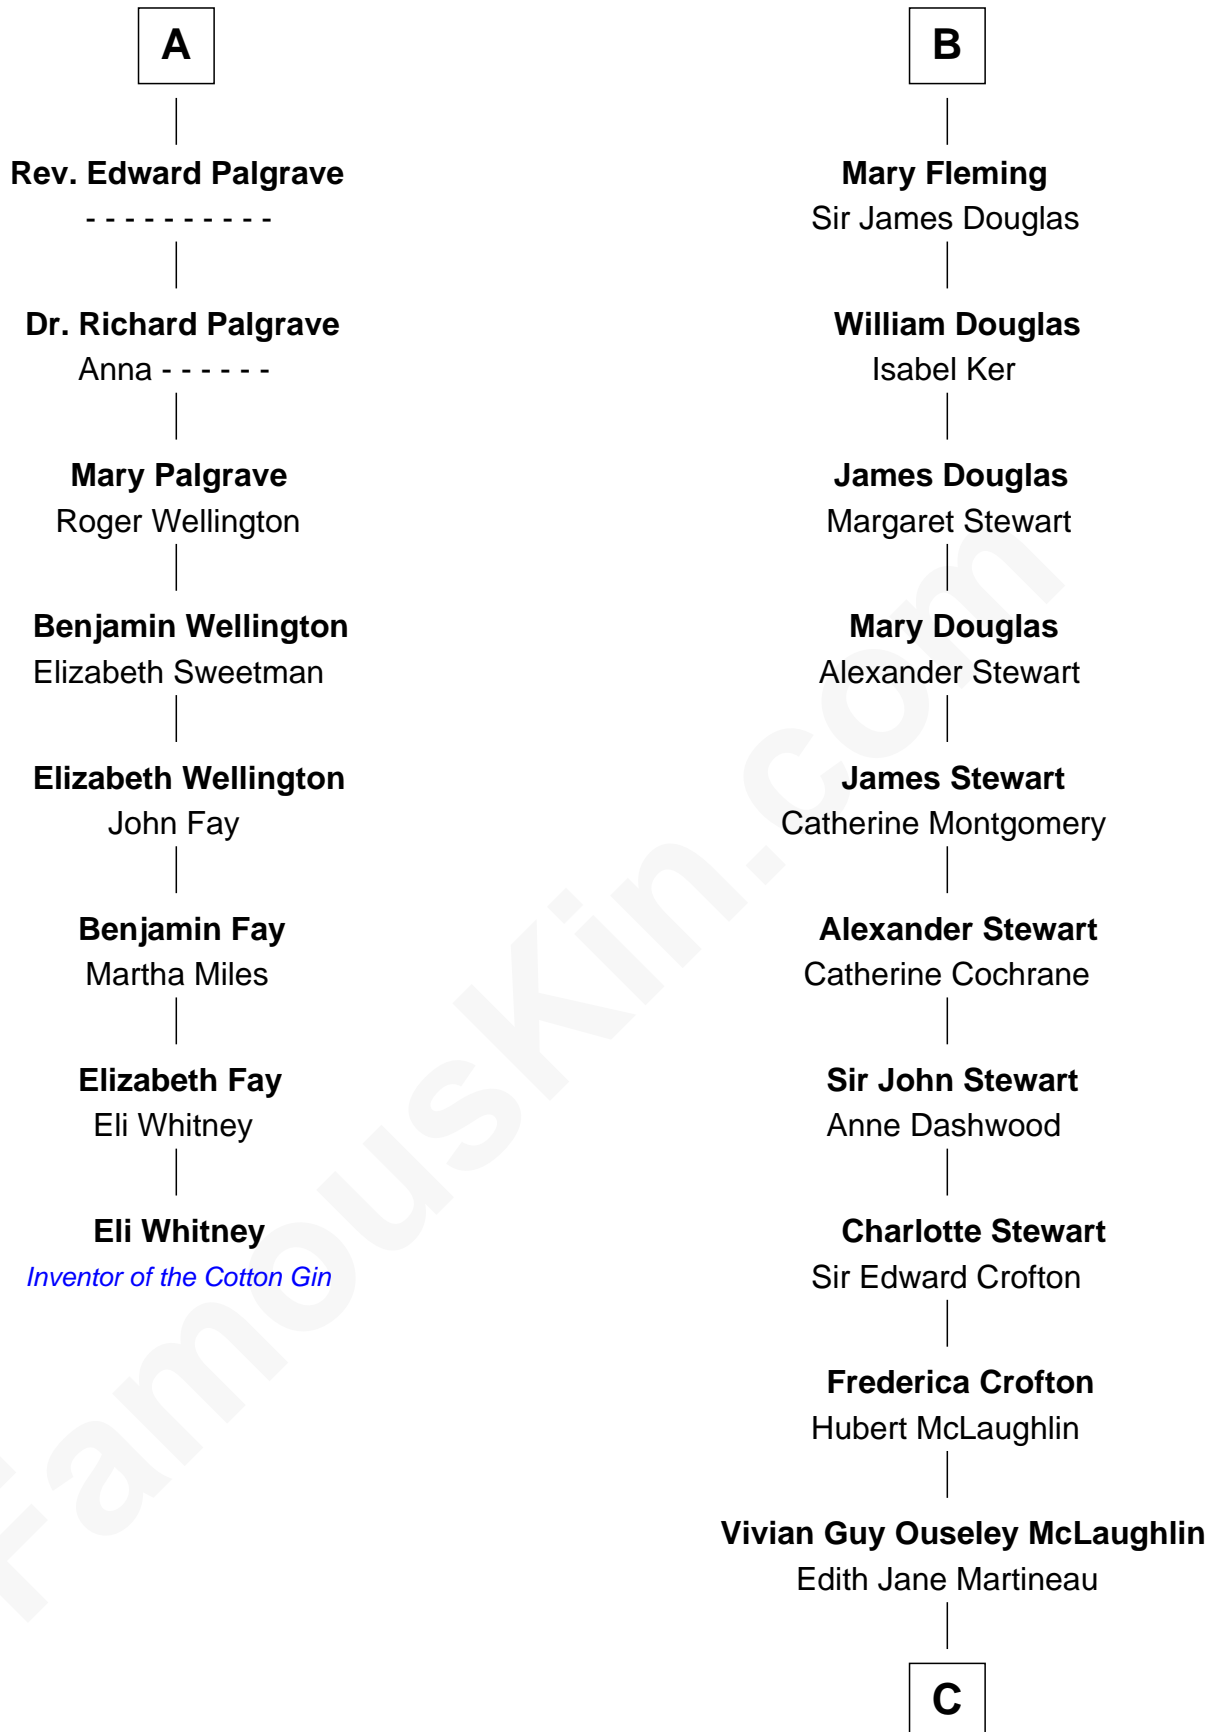 A
Rev. Edward Palgrave
- - - - - - - - - -
Dr. Richard Palgrave
Anna - - - - - -
Mary Palgrave
Roger Wellington
Benjamin Wellington
Elizabeth Sweetman
Elizabeth Wellington
John Fay
Benjamin Fay
Martha Miles
Elizabeth Fay
Eli Whitney
Eli Whitney
Inventor of the Cotton Gin
B
Mary Fleming
Sir James Douglas
William Douglas
Isabel Ker
James Douglas
Margaret Stewart
Mary Douglas
Alexander Stewart
James Stewart
Catherine Montgomery
Alexander Stewart
Catherine Cochrane
Sir John Stewart
Anne Dashwood
Charlotte Stewart
Sir Edward Crofton
Frederica Crofton
Hubert McLaughlin
Vivian Guy Ouseley McLaughlin
Edith Jane Martineau
C
FamousKin.com